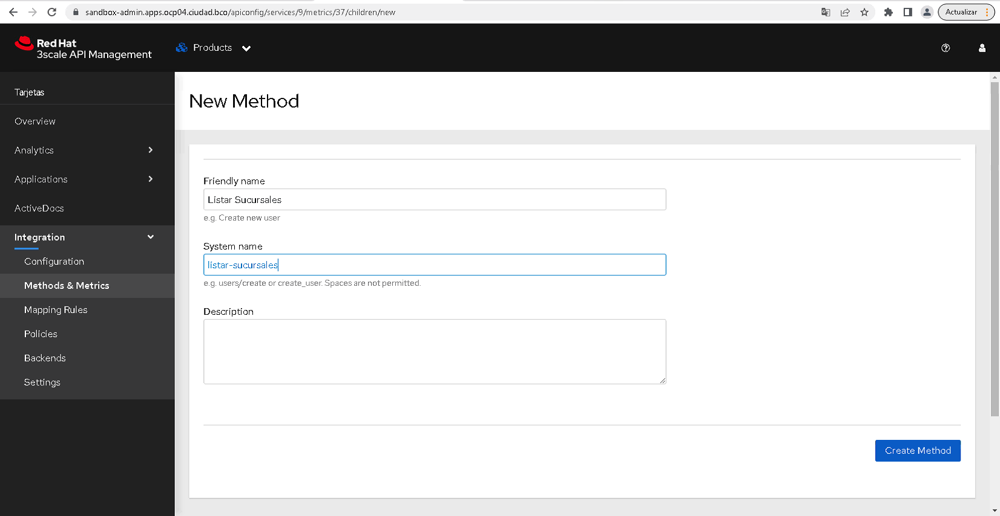 sandbox-admin.apps.ocp04.ciudad.bco/apiconfig/services/9/metrics/37/children/new
Actualizar
Red Hat
3scale API Management
Products
Tarjetas
Overview
Analytics
Applications
ActiveDocs
Integration
Configuration
Methods & Metrics
Mapping Rules
Policies
Backends
Settings
New Method
Friendly name
Listar Sucursales
e.g. Create new user
System name
listar-sucursales
e.g. users/create or create_user. Spaces are not permitted.
Description
Create Method